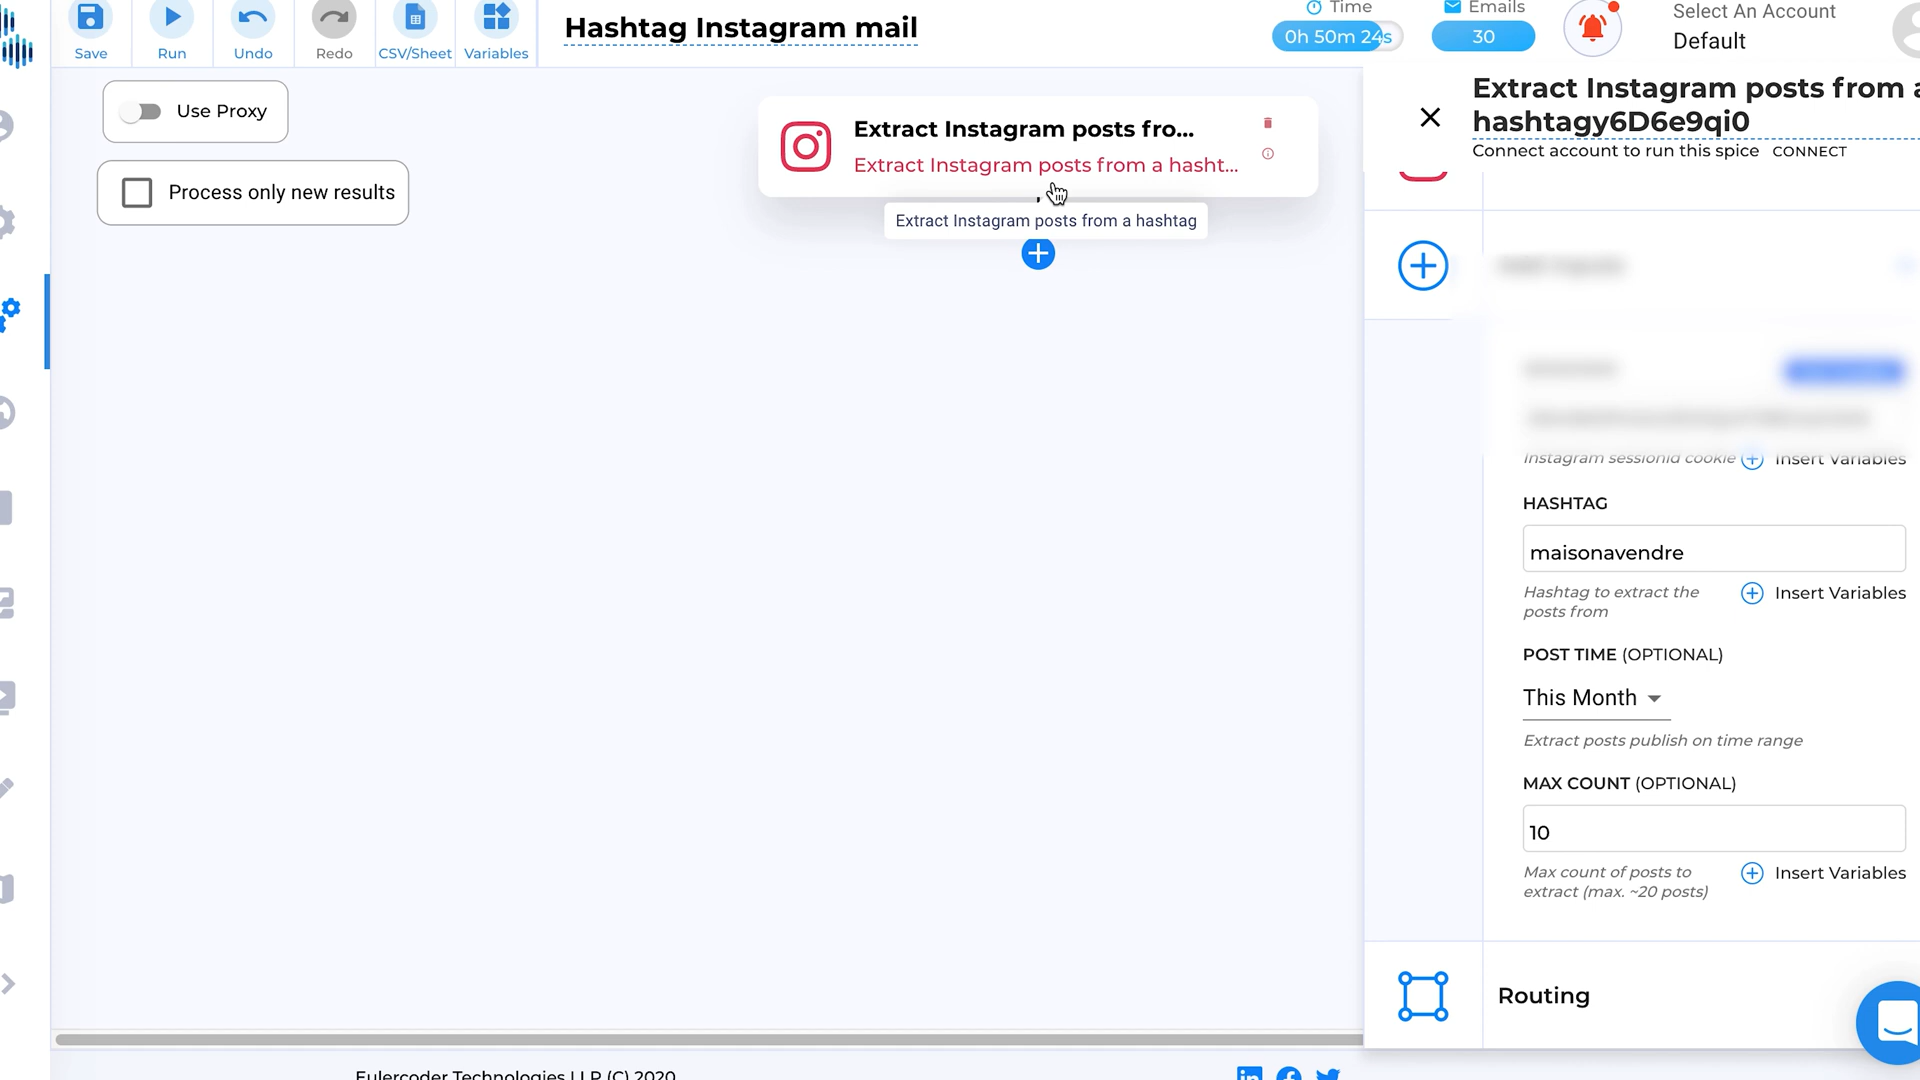 Save
Run
Undo
Redo
CSV/Sheet
Variables
Hashtag Instagram mail
Time
0h 50m 24s
Emails
30
Select An Account
Default
Use Proxy
Process only new results
Extract Instagram posts fro...
Extract Instagram posts from a hasht...
Extract Instagram posts from a hashtag
Extract Instagram posts from a
hashtagy6D6e9qi0
Connect account to run this spice CONNECT
Instagram sessionid cookie
Insert Variables
HASHTAG
maisonavendre
Hashtag to extract the
posts from
Insert Variables
POST TIME (OPTIONAL)
This Month
Extract posts publish on time range
MAX COUNT (OPTIONAL)
10
Max count of posts to
extract (max. ~20 posts)
Insert Variables
Routing
Eulercoder Technologies LLP (C) 2020